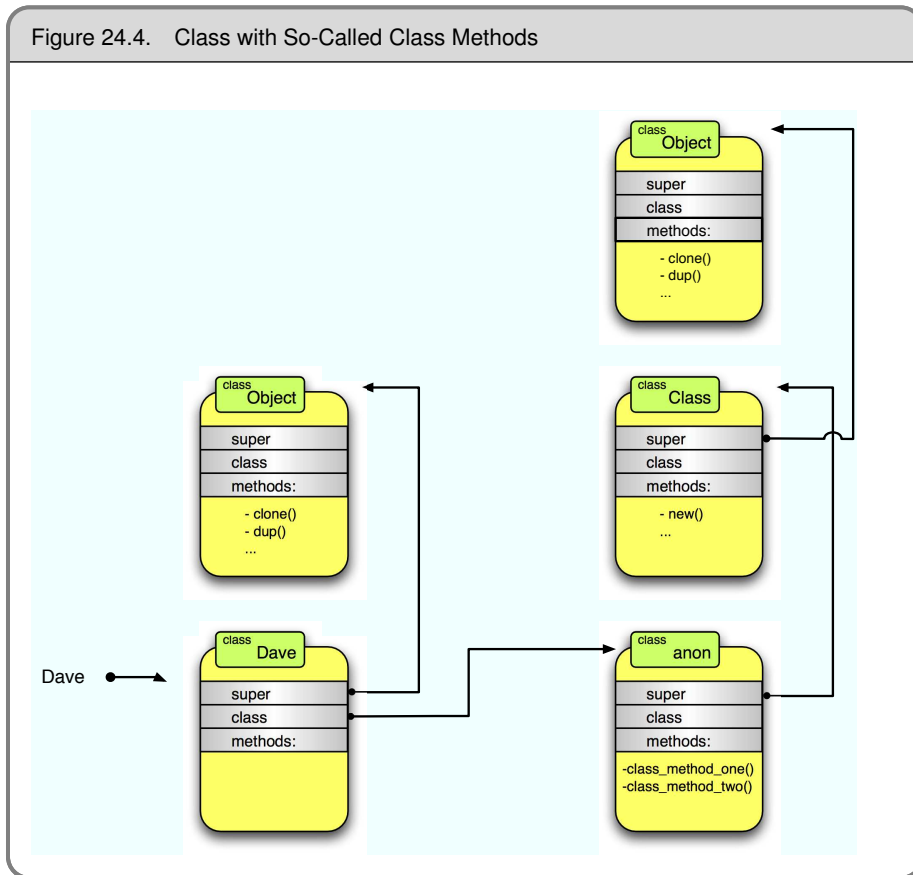 Figure 24.4. Class with So-Called Class Methods
class
Object
super
class
methods:
- clone()
- dup()
...
class
Object
super
class
methods:
- clone()
- dup()
...
class
Class
super
class
methods:
- new()
...
Dave
class
Dave
super
class
methods:
class
anon
super
class
methods:
-class_method_one()
-class_method_two()